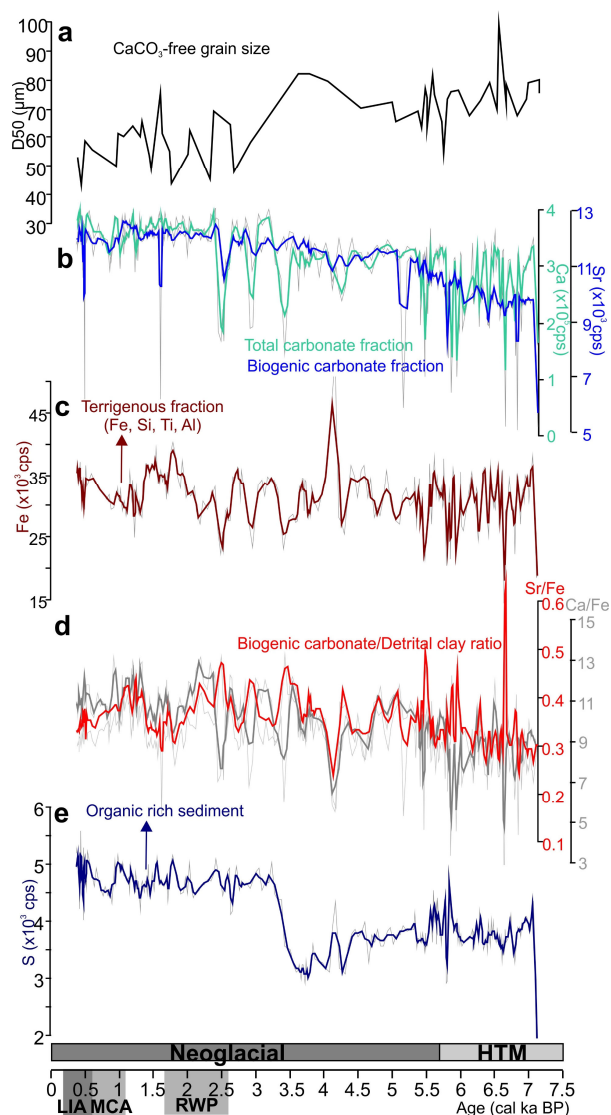 a
CaCO₃-free grain size
D50 (µm)
100
90
80
70
60
50
40
30
b
Total carbonate fraction
Biogenic carbonate fraction
4
3
2
1
0
Ca (x10⁵cps)
13
11
9
7
5
Sr (x10³cps)
c
Terrigenous fraction
(Fe, Si, Ti, Al)
Fe (x10³ cps)
45
35
25
15
d
Biogenic carbonate/Detrital clay ratio
Sr/Fe
0.6
0.5
0.4
0.3
0.2
0.1
Ca/Fe
15
13
11
9
7
5
3
e
Organic rich sediment
S (x10³ cps)
6
5
4
3
2
Neoglacial HTM
0 0.5 1 1.5 2 2.5 3 3.5 4 4.5 5 5.5 6 6.5 7 7.5
LIA MCA RWP Age (cal ka BP)